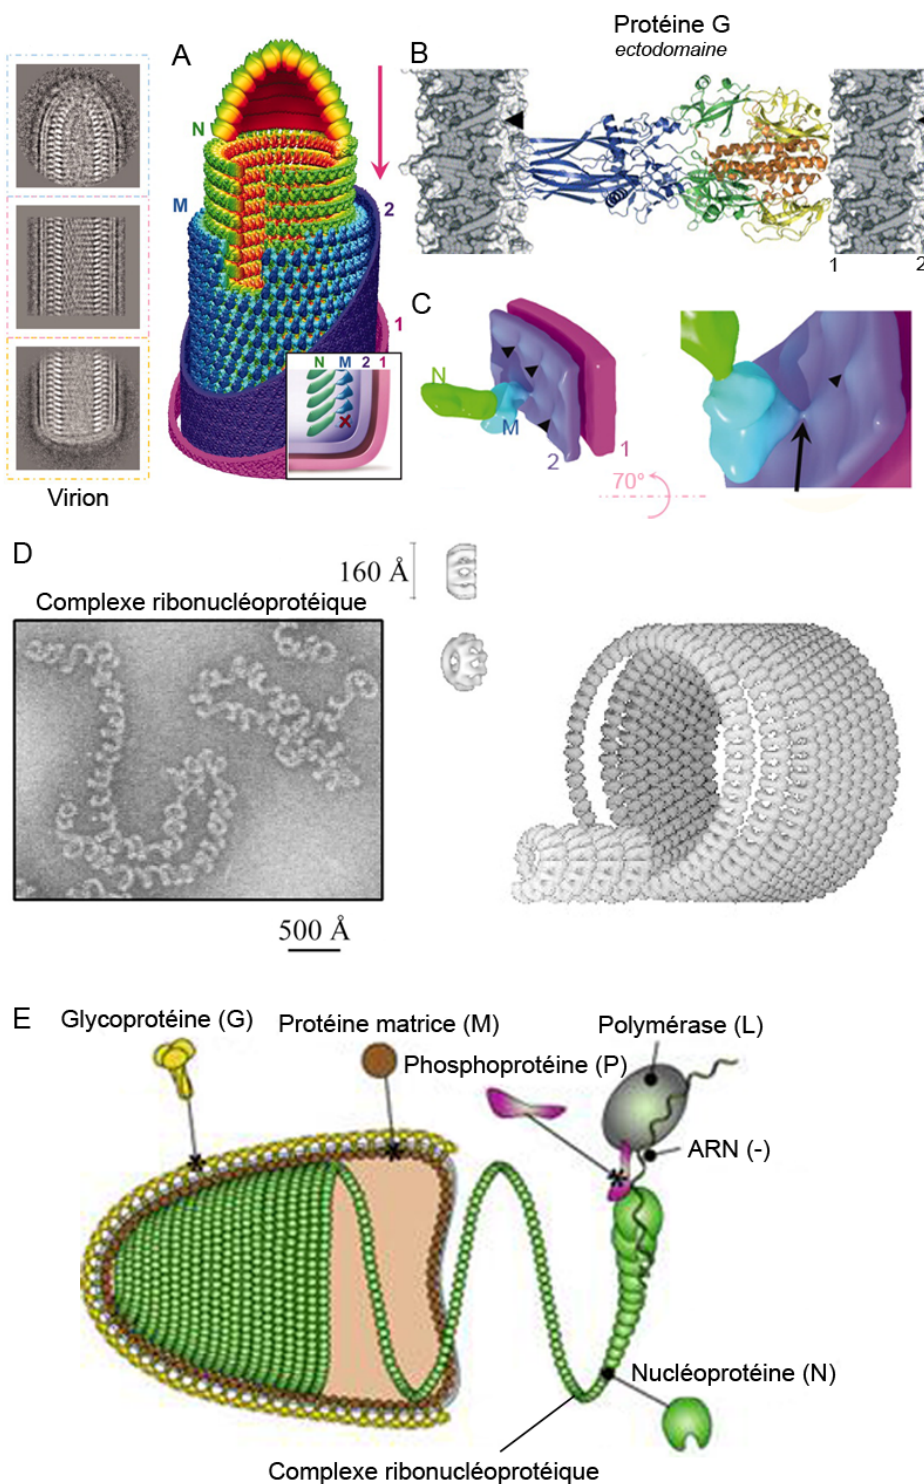 Protéine G
ectodomaine
A
B
N
M
2
1
N M 2 1
Virion
1 2
C
N
M
2
1
70°
D
160 Å
Complexe ribonucléoprotéique
500 Å
E
Glycoprotéine (G)
Protéine matrice (M)
Polymérase (L)
Phosphoprotéine (P)
ARN (-)
Nucléoprotéine (N)
Complexe ribonucléoprotéique